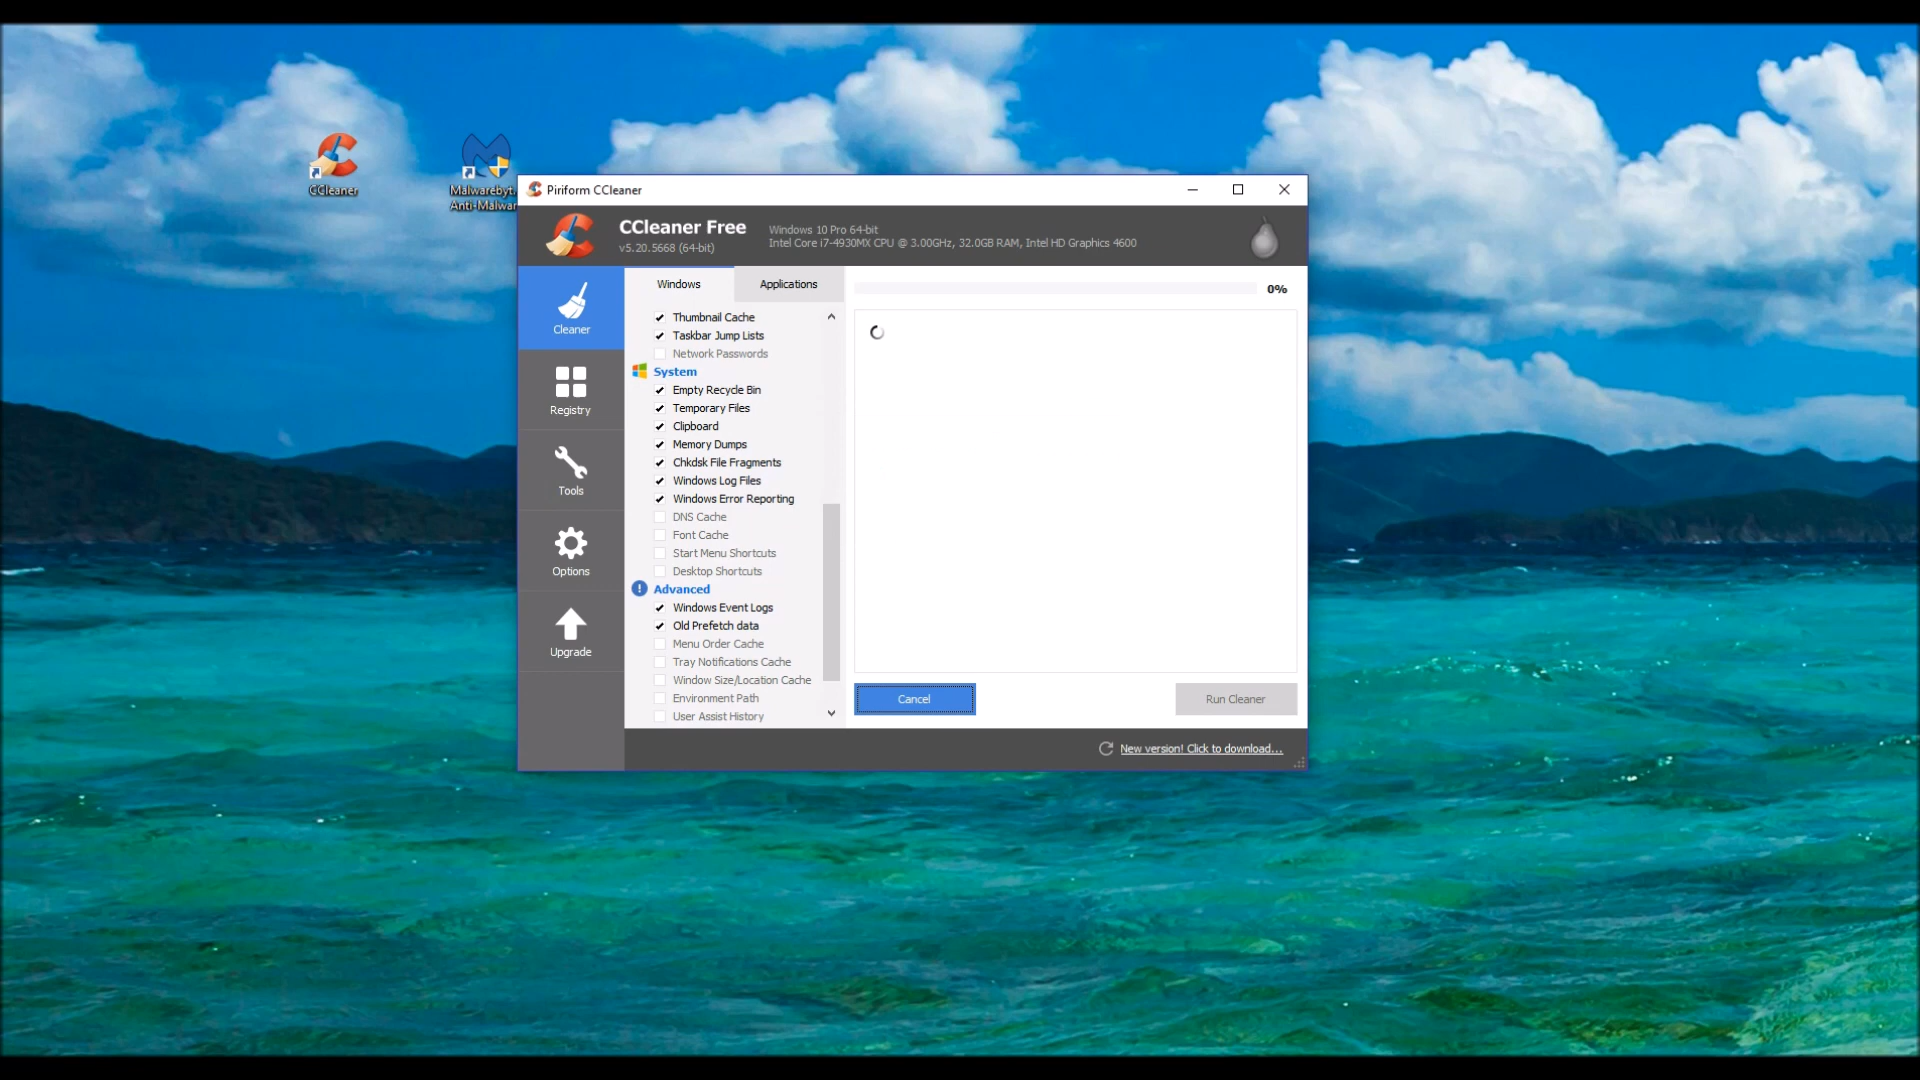 CCleaner
Malwarebyt
Anti-Malwar
Piriform CCleaner
CCleaner Free
v5.20.5668 (64-bit)
Windows 10 Pro 64-bit
Intel Core i7-4930MX CPU @ 3.00GHz, 32.0GB RAM, Intel HD Graphics 4600
Cleaner
Registry
Tools
Options
Upgrade
Windows
Applications
Thumbnail Cache
Taskbar Jump Lists
Network Passwords
System
Empty Recycle Bin
Temporary Files
Clipboard
Memory Dumps
Chkdsk File Fragments
Windows Log Files
Windows Error Reporting
DNS Cache
Font Cache
Start Menu Shortcuts
Desktop Shortcuts
Advanced
Windows Event Logs
Old Prefetch data
Menu Order Cache
Tray Notifications Cache
Window Size/Location Cache
Environment Path
User Assist History
0%
Cancel
Run Cleaner
New version! Click to download...